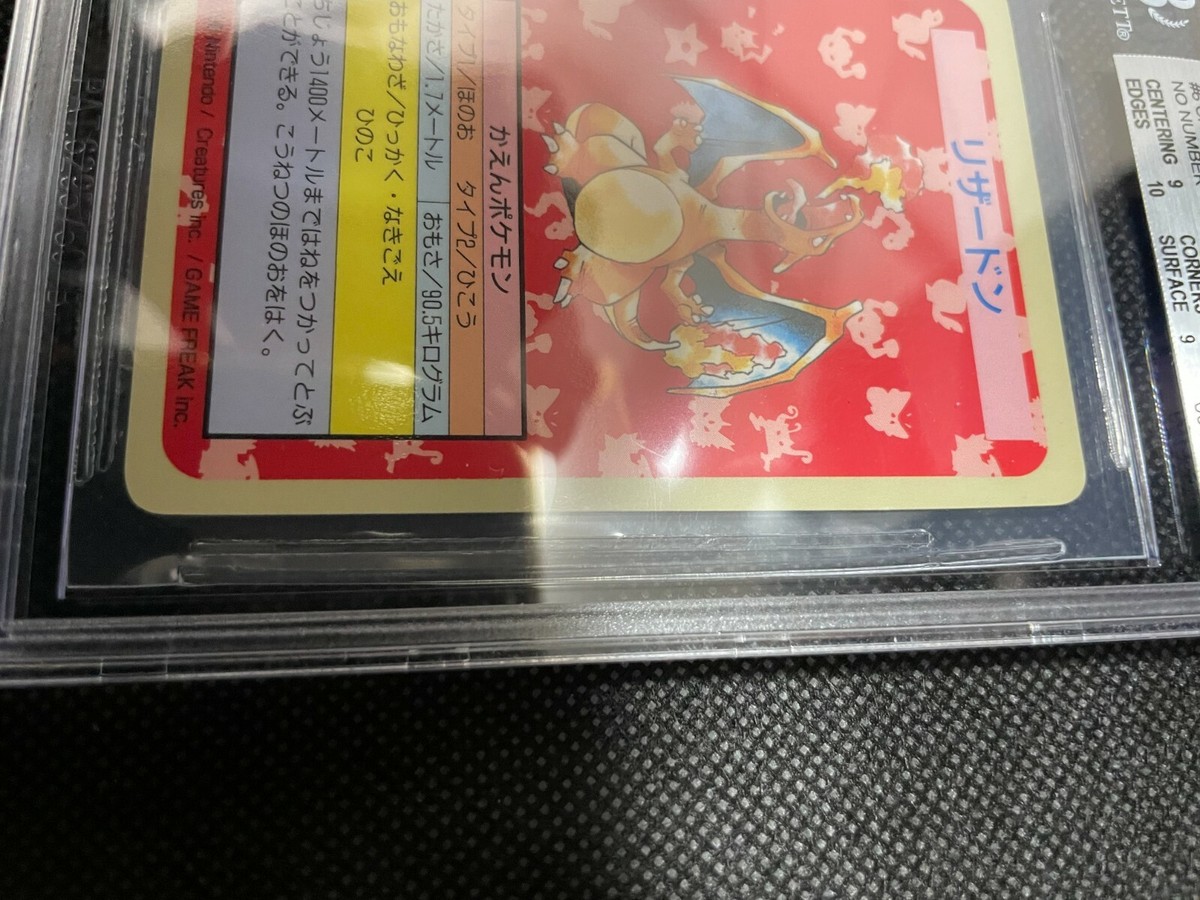 NO NUMBER
CENTERING 9 CORNERS
EDGES 10 SURFACE 9
リザードン
かえんポケモン
タイプ1/ほのお タイプ2/ひこう
たかさ/1.7メートル おもさ/90.5キログラム
おもなわざ/ひっかく・なきごえ
ひのこ
ちじょう1400メートルまではねをつかってとぶ
ことができる。こうねつのほのおをはく。
Nintendo / Creatures inc. / GAME FREAK inc.